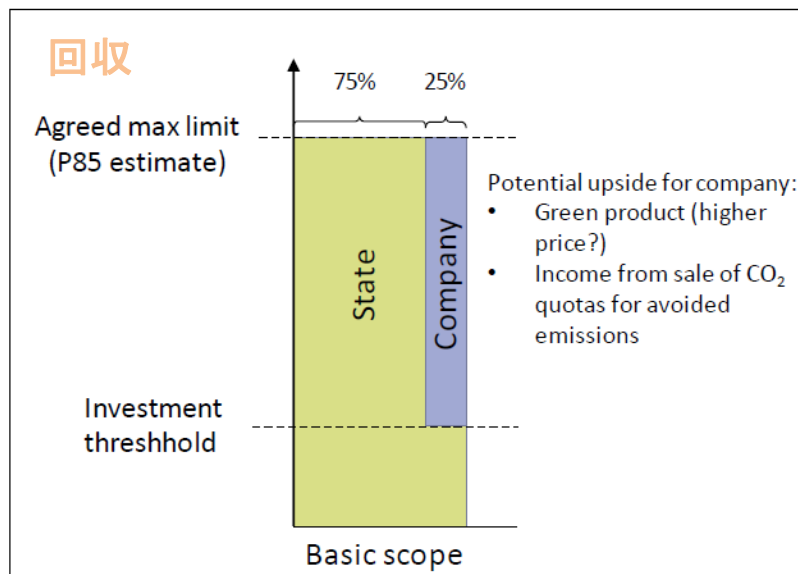 回収
75%
25%
Agreed max limit
(P85 estimate)
State
Company
Potential upside for company:
• Green product (higher
price?)
• Income from sale of CO₂
quotas for avoided
emissions
Investment
threshhold
Basic scope